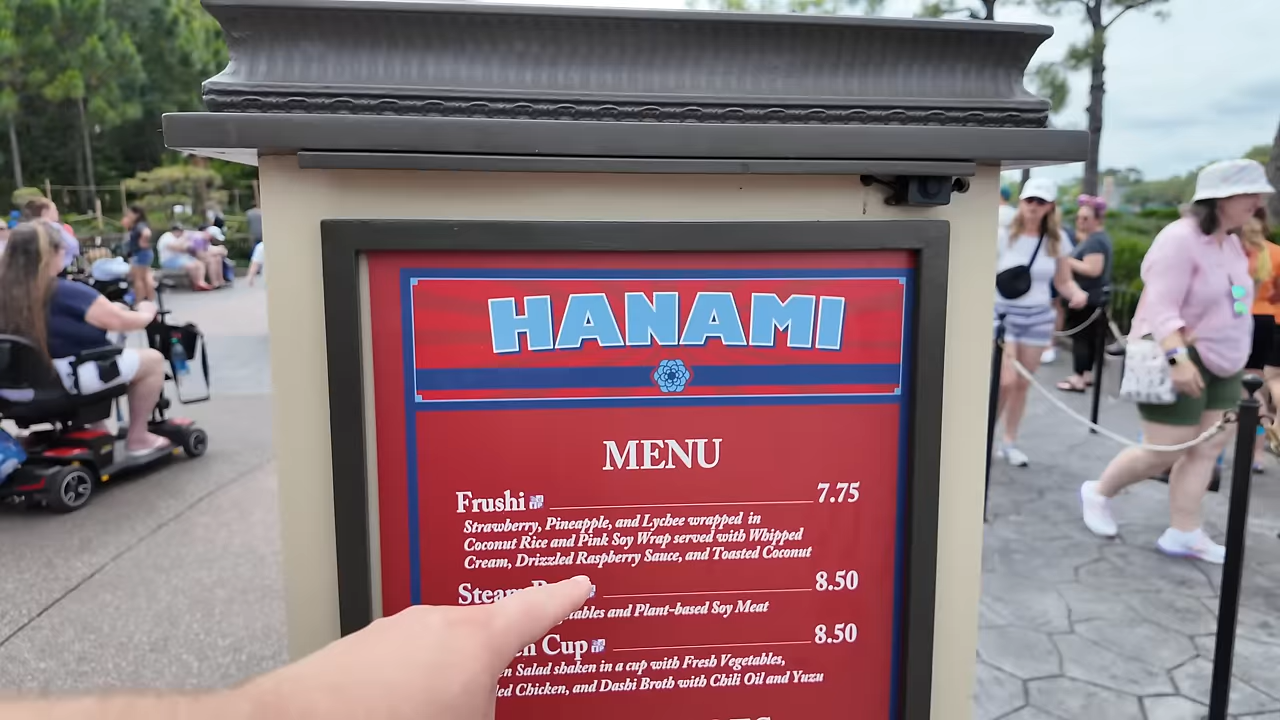 HANAMI
MENU
Frushi 7.75
Strawberry, Pineapple, and Lychee wrapped in
Coconut Rice and Pink Soy Wrap served with Whipped
Cream, Drizzled Raspberry Sauce, and Toasted Coconut
8.50
and Plant-based Soy Meat
Cup 8.50
Salad shaken in a cup with Fresh Vegetables,
Chicken, and Dashi Broth with Chili Oil and Yuzu